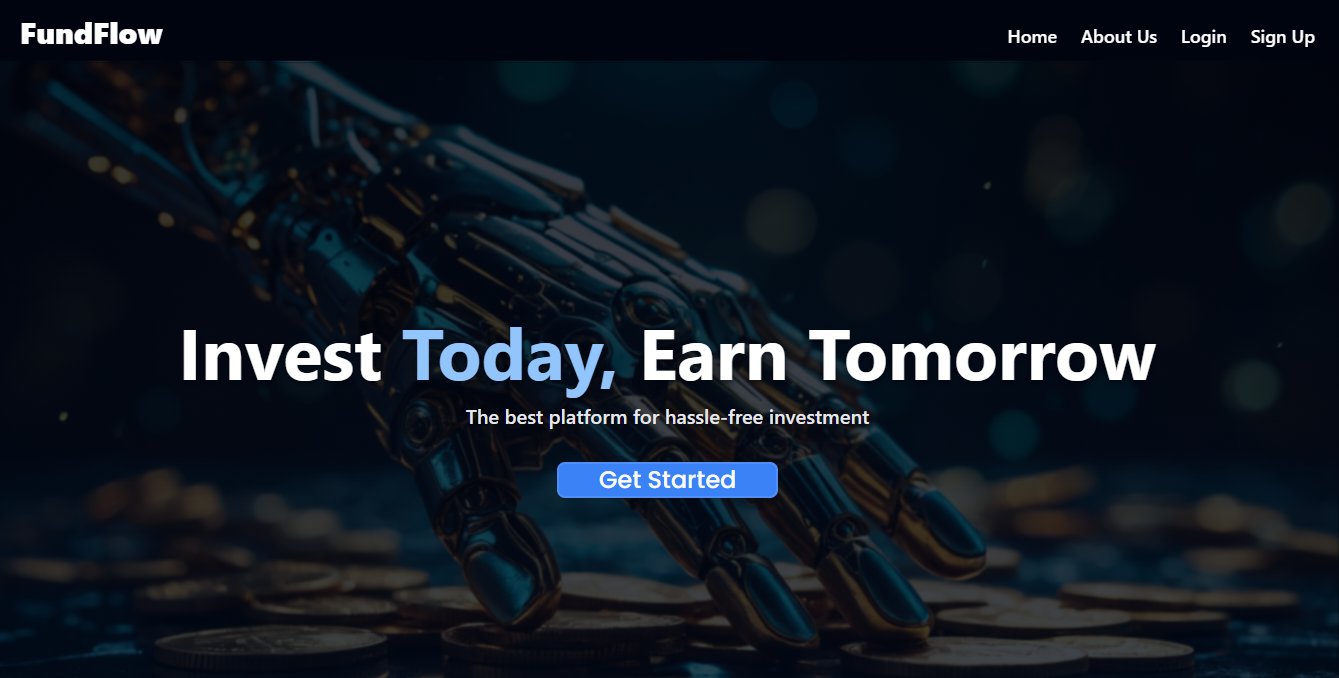 FundFlow
Home About Us Login Sign Up
Invest Today, Earn Tomorrow
The best platform for hassle-free investment
Get Started